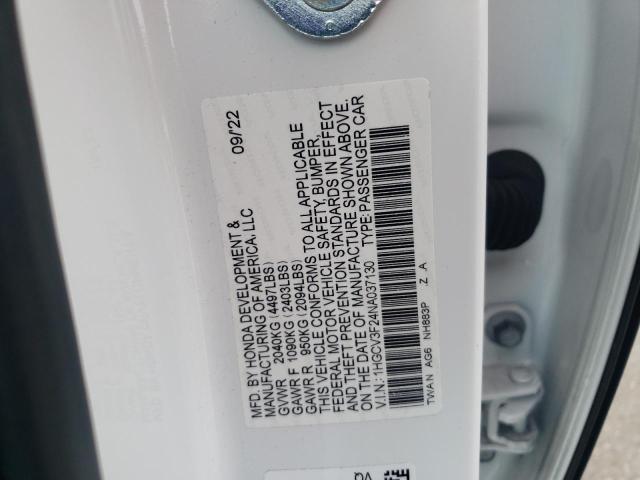 MFD. BY HONDA DEVELOPMENT & 09/22
MANUFACTURING OF AMERICA, LLC
GVWR 2040KG (4497LBS)
GAWR F 1090KG (2403LBS)
GAWR R 950KG (2094LBS)
THIS VEHICLE CONFORMS TO ALL APPLICABLE
FEDERAL MOTOR VEHICLE SAFETY, BUMPER,
AND THEFT PREVENTION STANDARDS IN EFFECT
ON THE DATE OF MANUFACTURE SHOWN ABOVE.
V.I.N.: 1HGCV3F24NA037130 TYPE: PASSENGER CAR
TWAN AG6 NH883P .Z .A